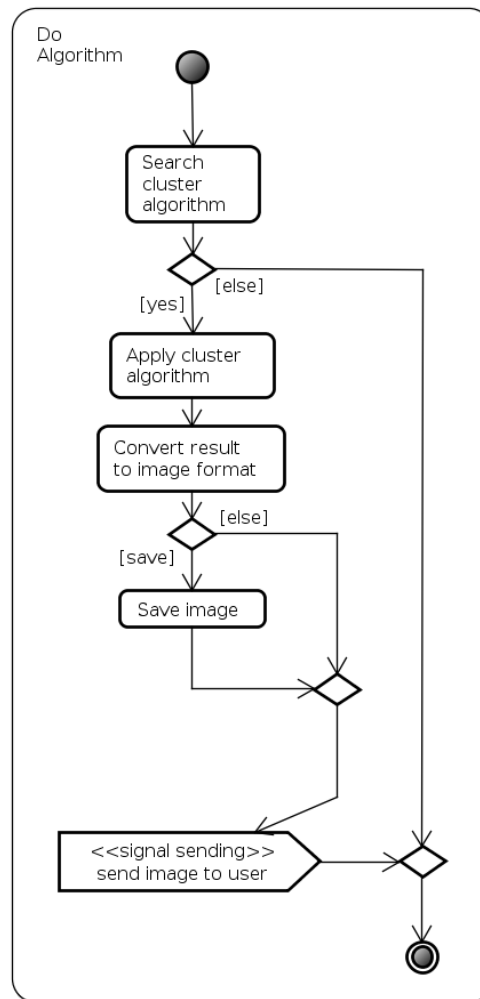 Do
Algorithm
Search
cluster
algorithm
[else]
[yes]
Apply cluster
algorithm
Convert result
to image format
[else]
[save]
Save image
<<signal sending>>
send image to user